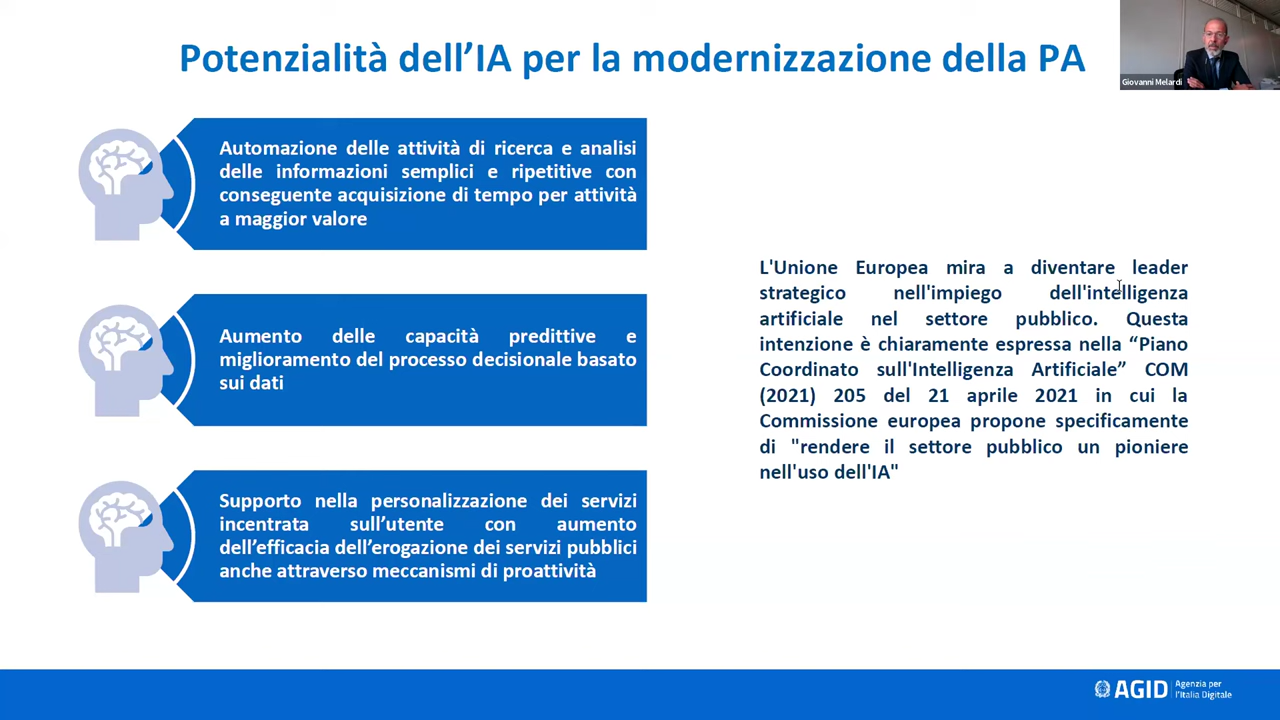 Potenzialità dell’IA per la modernizzazione della PA
Giovanni Melardi
Automazione delle attività di ricerca e analisi
delle informazioni semplici e ripetitive con
conseguente acquisizione di tempo per attività
a maggior valore
Aumento delle capacità predittive e
miglioramento del processo decisionale basato
sui dati
Supporto nella personalizzazione dei servizi
incentrata sull’utente con aumento
dell’efficacia dell’erogazione dei servizi pubblici
anche attraverso meccanismi di proattività
L'Unione Europea mira a diventare leader
strategico nell'impiego dell'intelligenza
artificiale nel settore pubblico. Questa
intenzione è chiaramente espressa nella “Piano
Coordinato sull'Intelligenza Artificiale” COM
(2021) 205 del 21 aprile 2021 in cui la
Commissione europea propone specificamente
di "rendere il settore pubblico un pioniere
nell'uso dell'IA"
AGID
Agenzia per
l'Italia Digitale